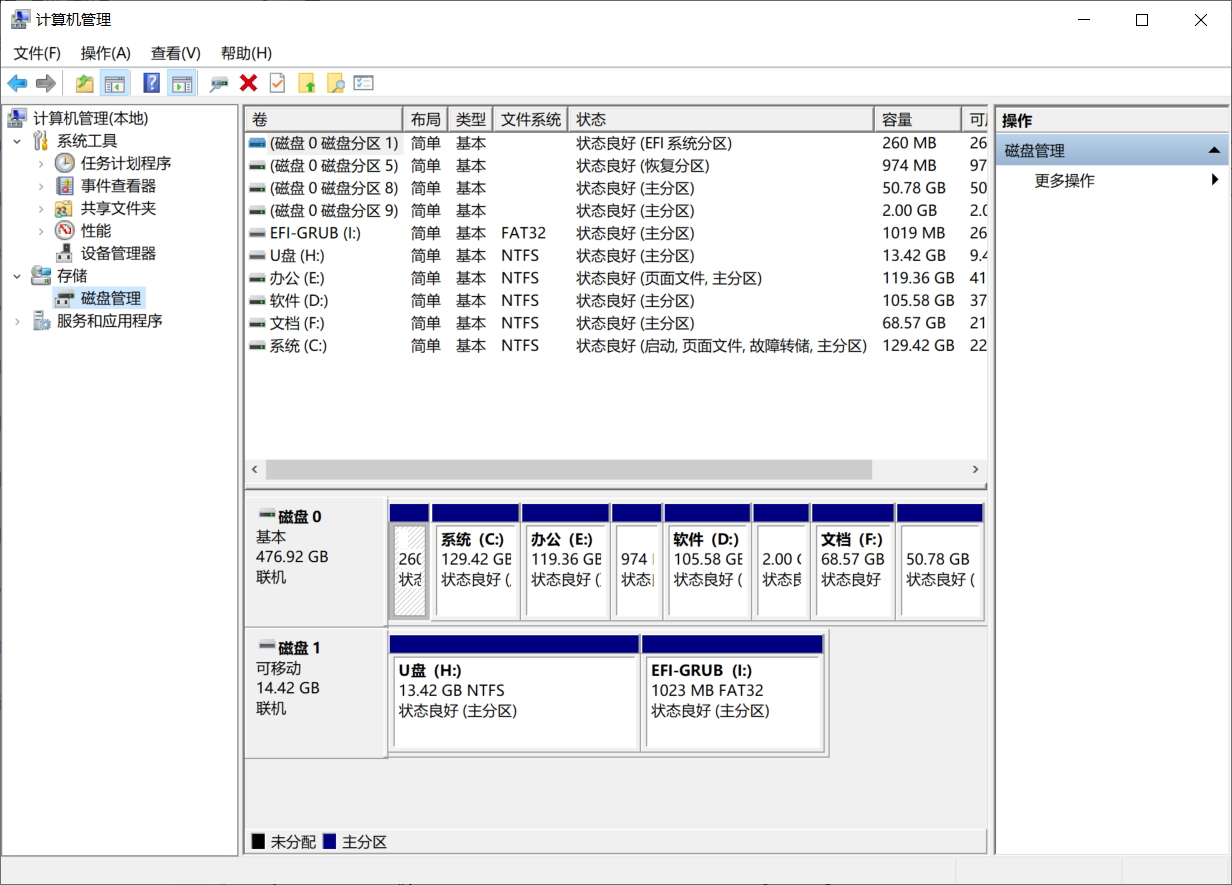 计算机管理
文件(F) 操作(A) 查看(V) 帮助(H)
计算机管理(本地)
系统工具
任务计划程序
事件查看器
共享文件夹
性能
设备管理器
存储
磁盘管理
服务和应用程序
卷 布局 类型 文件系统 状态 容量
(磁盘 0 磁盘分区 1) 简单 基本 状态良好 (EFI 系统分区) 260 MB 26
(磁盘 0 磁盘分区 5) 简单 基本 状态良好 (恢复分区) 974 MB 97
(磁盘 0 磁盘分区 8) 简单 基本 状态良好 (主分区) 50.78 GB 50
(磁盘 0 磁盘分区 9) 简单 基本 状态良好 (主分区) 2.00 GB 2.0
EFI-GRUB (I:) 简单 基本 FAT32 状态良好 (主分区) 1019 MB 26
U盘 (H:) 简单 基本 NTFS 状态良好 (主分区) 13.42 GB 9.4
办公 (E:) 简单 基本 NTFS 状态良好 (页面文件, 主分区) 119.36 GB 41
软件 (D:) 简单 基本 NTFS 状态良好 (主分区) 105.58 GB 37
文档 (F:) 简单 基本 NTFS 状态良好 (主分区) 68.57 GB 21
系统 (C:) 简单 基本 NTFS 状态良好 (启动, 页面文件, 故障转储, 主分区) 129.42 GB 22
操作
磁盘管理
更多操作
磁盘 0
基本
476.92 GB
联机
260
状态
系统 (C:)
129.42 GB
状态良好 (
办公 (E:)
119.36 GB
状态良好 (
974
状态
软件 (D:)
105.58 GB
状态良好 (
2.00
状态良
文档 (F:)
68.57 GB
状态良好
50.78 GB
状态良好 (
磁盘 1
可移动
14.42 GB
联机
U盘 (H:)
13.42 GB NTFS
状态良好 (主分区)
EFI-GRUB (I:)
1023 MB FAT32
状态良好 (主分区)
未分配 主分区